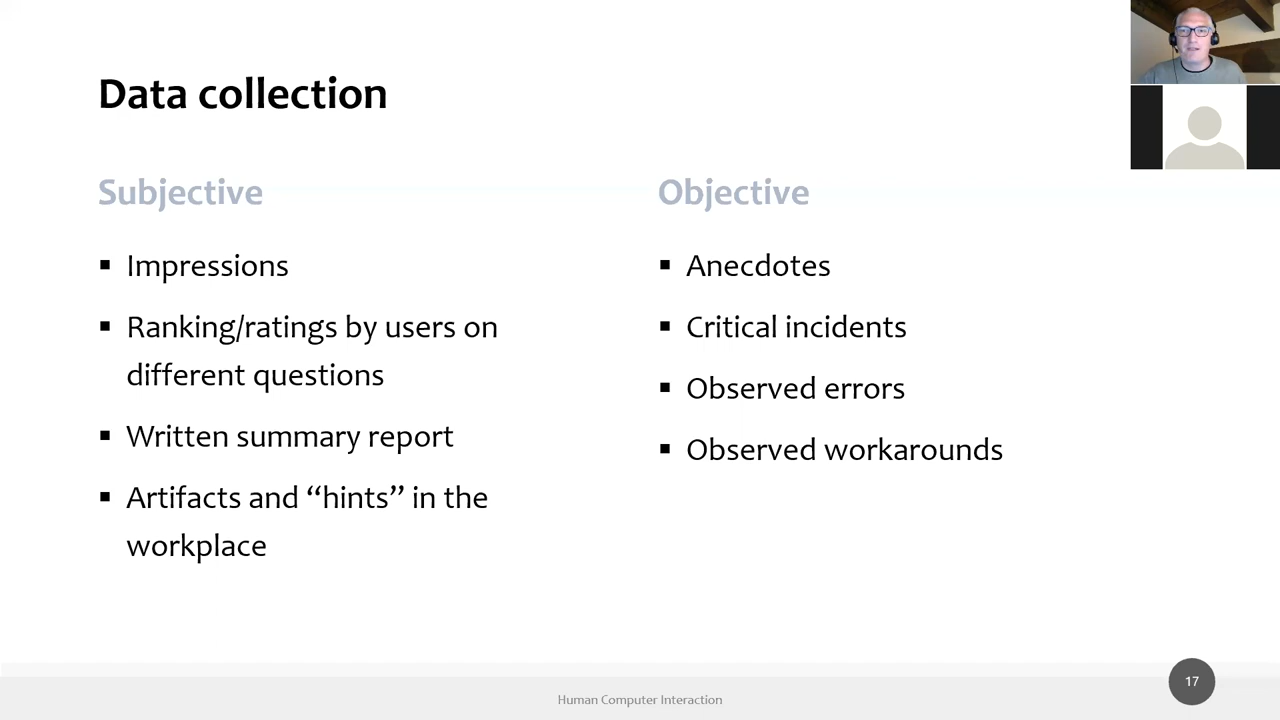 Data collection
Subjective
▪ Impressions
▪ Ranking/ratings by users on
different questions
▪ Written summary report
▪ Artifacts and “hints” in the
workplace
Objective
▪ Anecdotes
▪ Critical incidents
▪ Observed errors
▪ Observed workarounds
Human Computer Interaction
17